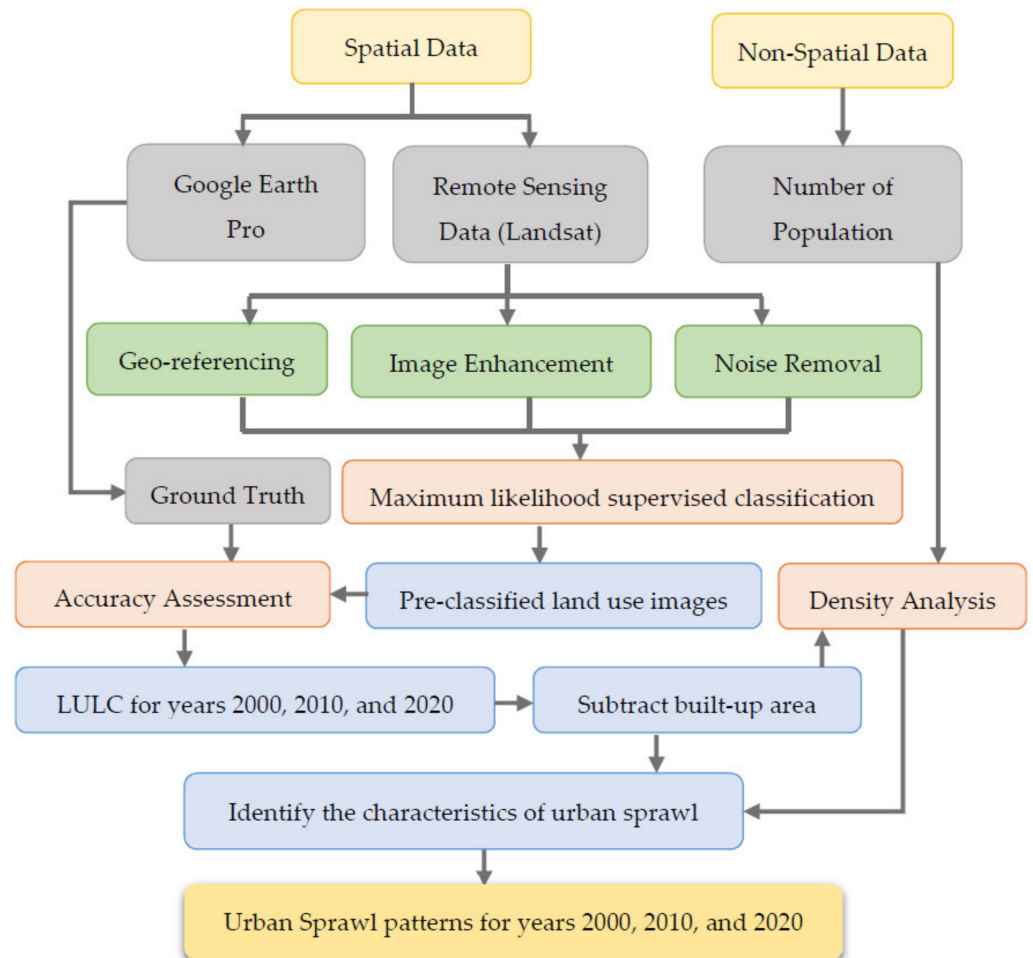 Spatial Data
Non-Spatial Data
Google Earth
Pro
Remote Sensing
Data (Landsat)
Number of
Population
Geo-referencing
Image Enhancement
Noise Removal
Ground Truth
Maximum likelihood supervised classification
Accuracy Assessment
Pre-classified land use images
Density Analysis
LULC for years 2000, 2010, and 2020
Subtract built-up area
Identify the characteristics of urban sprawl
Urban Sprawl patterns for years 2000, 2010, and 2020